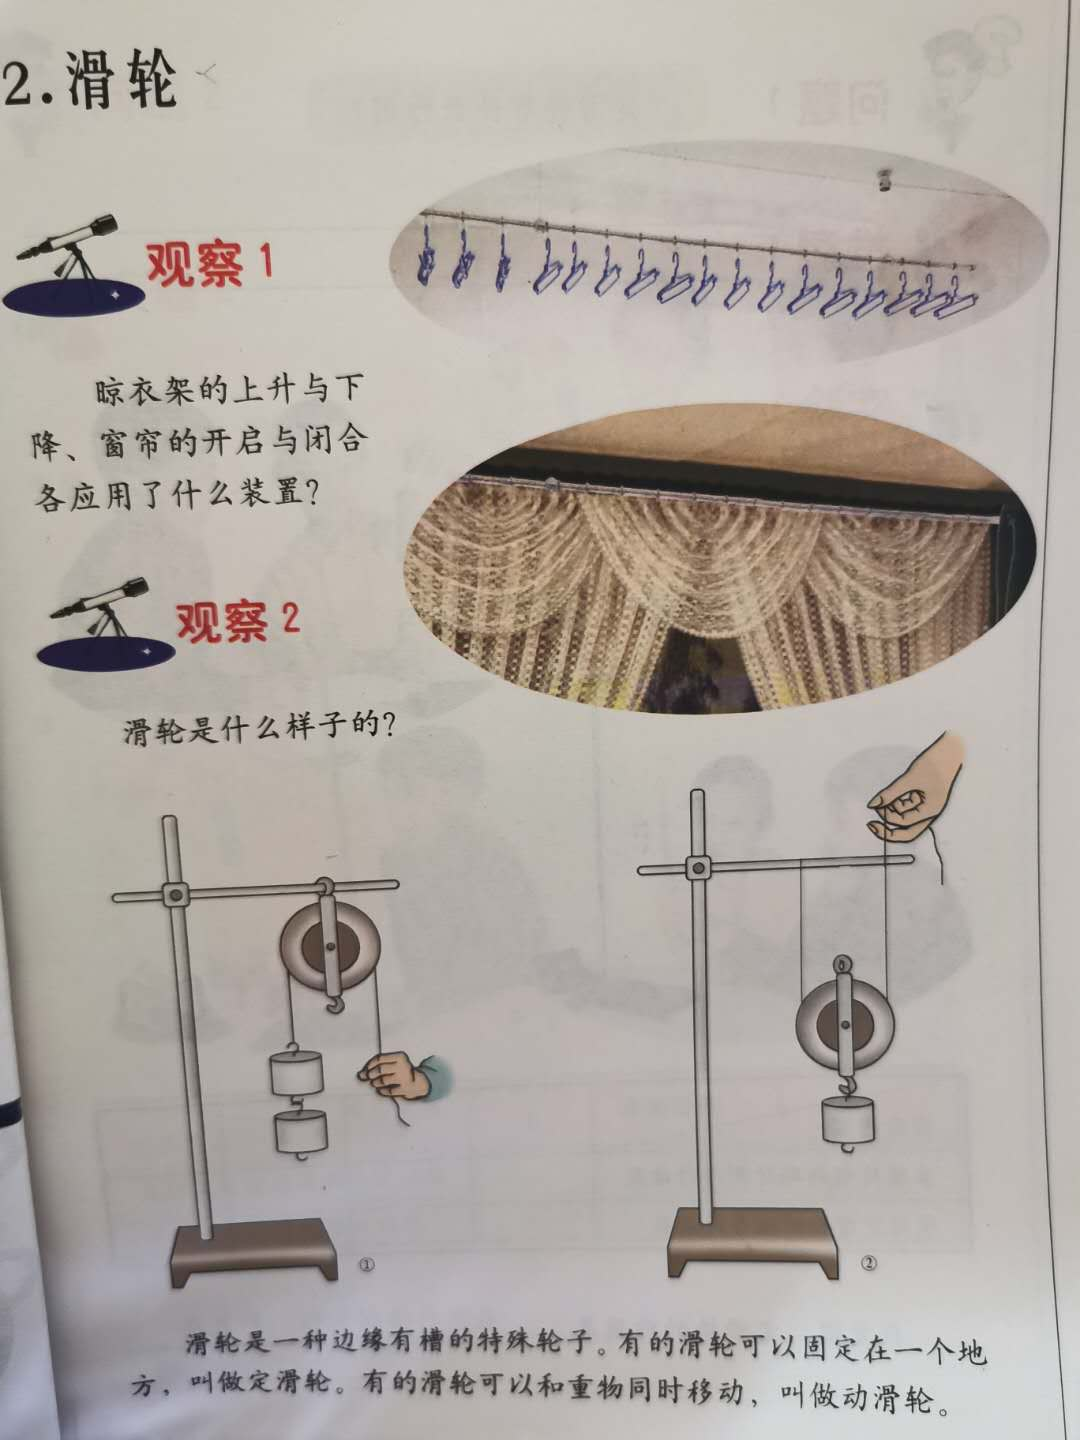 2.滑轮
观察 1
晾衣架的上升与下
降、窗帘的开启与闭合
各应用了什么装置?
观察 2
滑轮是什么样子的?
①
②
滑轮是一种边缘有槽的特殊轮子。有的滑轮可以固定在一个地
方，叫做定滑轮。有的滑轮可以和重物同时移动，叫做动滑轮。